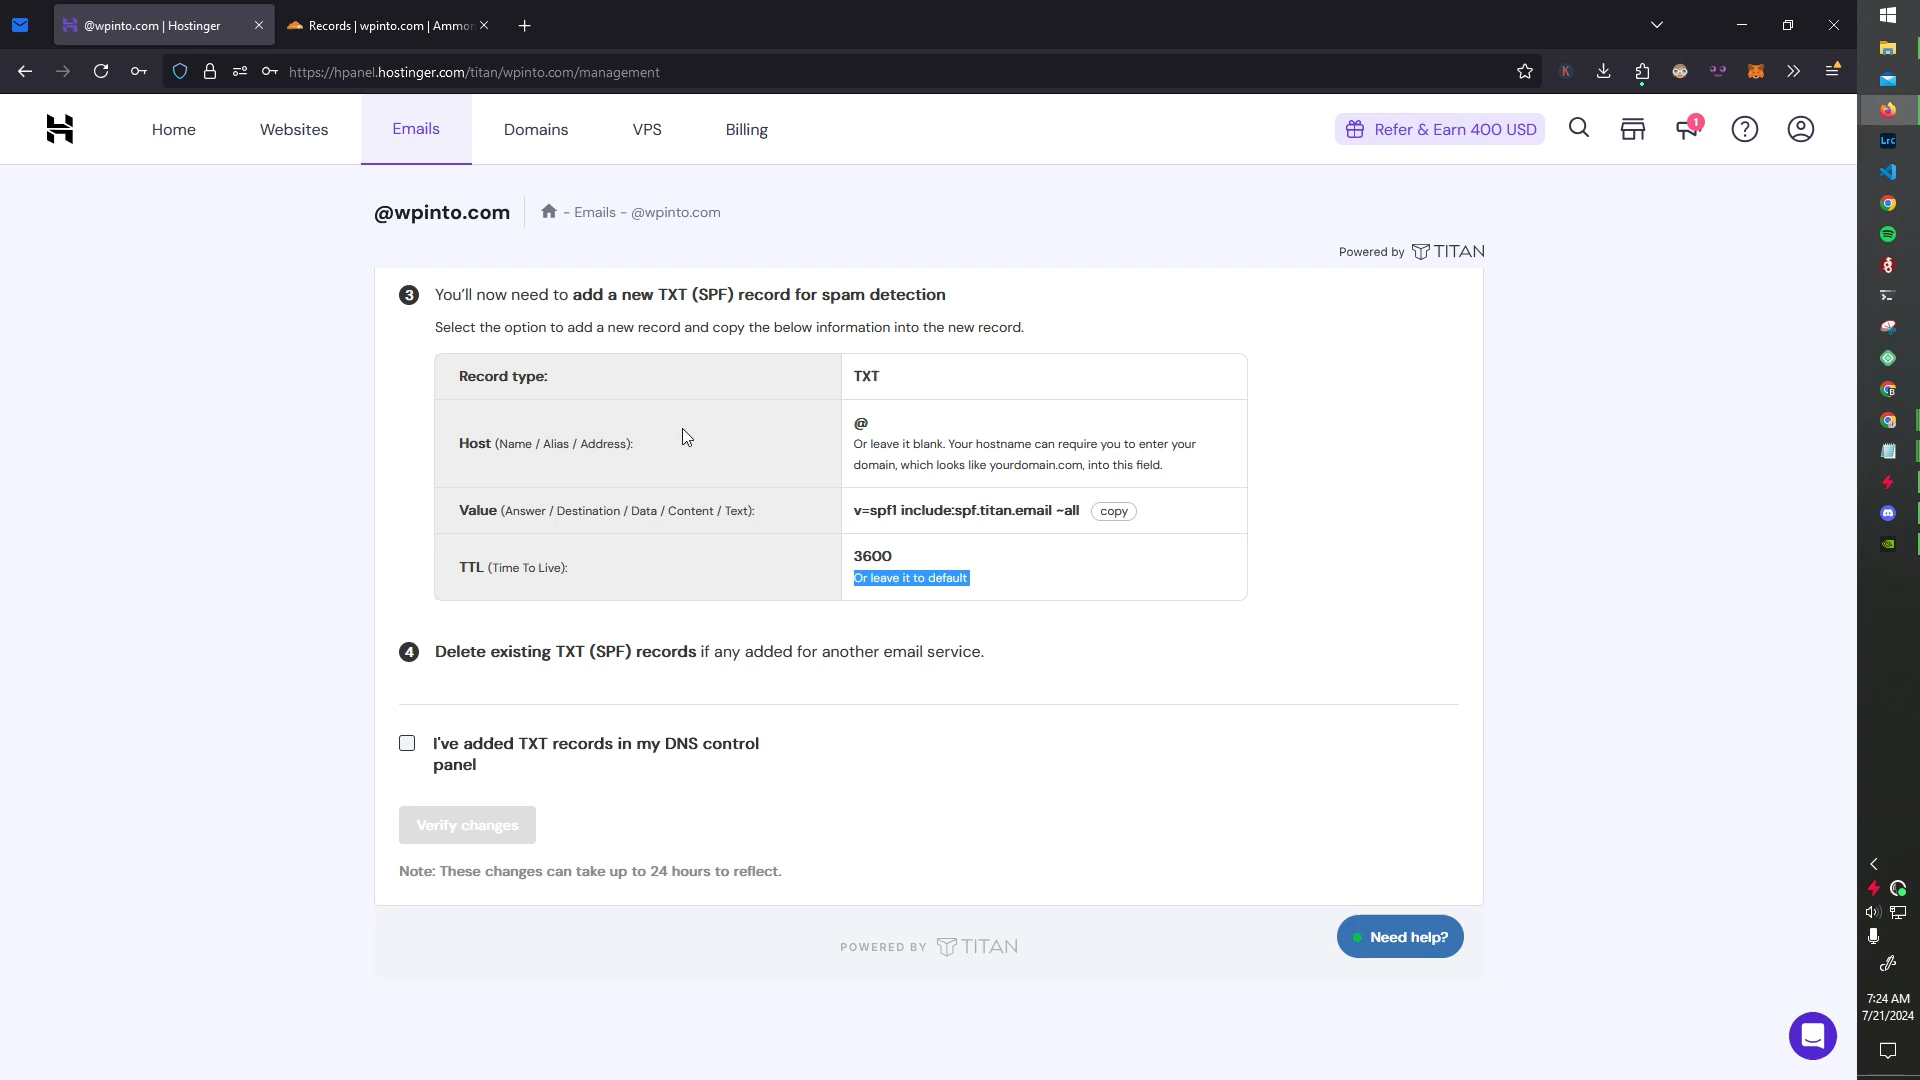 @wpinto.com | Hostinger
Records | wpinto.com | Ammon
https://hpanel.hostinger.com/titan/wpinto.com/management
Home
Websites
Emails
Domains
VPS
Billing
Refer & Earn 400 USD
1
@wpinto.com
- Emails - @wpinto.com
Powered by TITAN
3 You'll now need to add a new TXT (SPF) record for spam detection
Select the option to add a new record and copy the below information into the new record.
Record type: TXT
Host (Name / Alias / Address): @
Or leave it blank. Your hostname can require you to enter your
domain, which looks like yourdomain.com, into this field.
Value (Answer / Destination / Data / Content / Text): v=spf1 include:spf.titan.email ~all copy
TTL (Time To Live): 3600
Or leave it to default
4 Delete existing TXT (SPF) records if any added for another email service.
I've added TXT records in my DNS control
panel
Verify changes
Note: These changes can take up to 24 hours to reflect.
POWERED BY TITAN
Need help?
Lrc
K
B
7:24 AM
7/21/2024